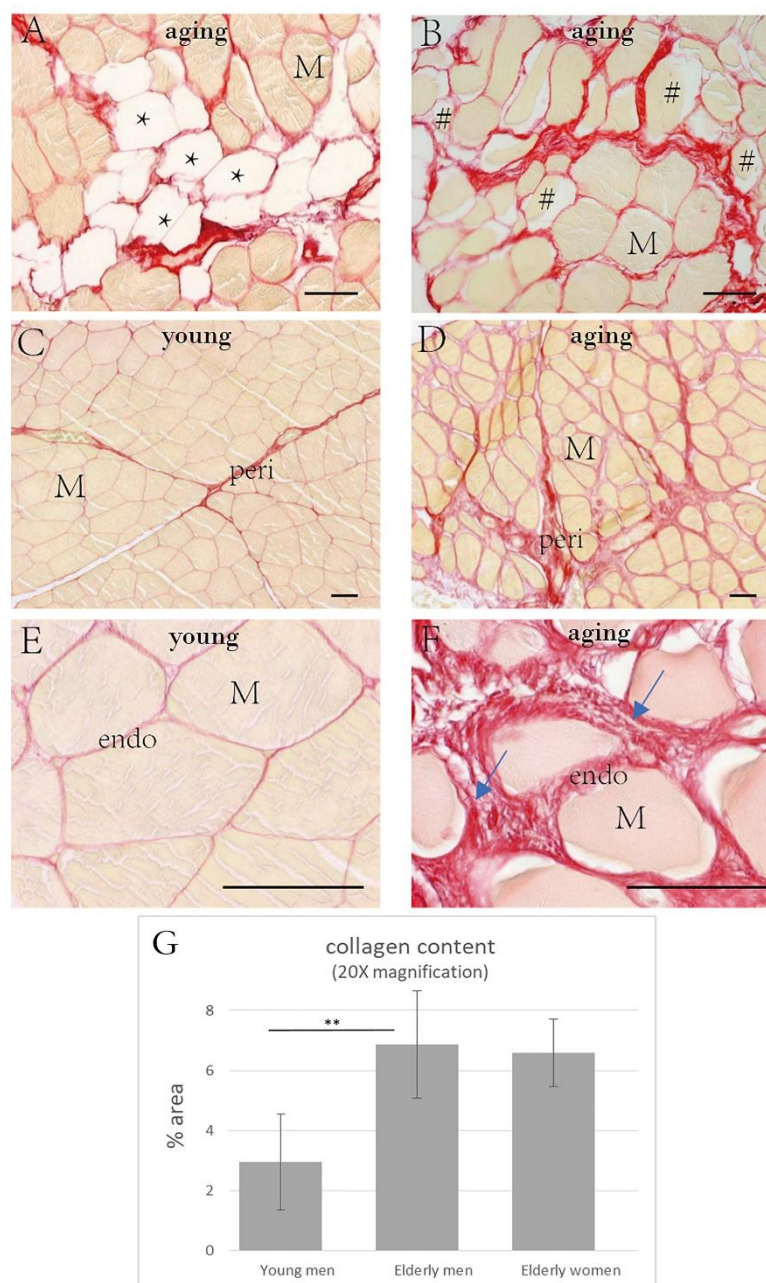 A
aging
M
*
*
*
*
B
aging
#
#
#
#
M
C
young
peri
M
D
aging
M
peri
E
young
M
endo
F
aging
endo
M
G
collagen content
(20X magnification)
8
**
6
4
2
0
% area
Young men
Elderly men
Elderly women